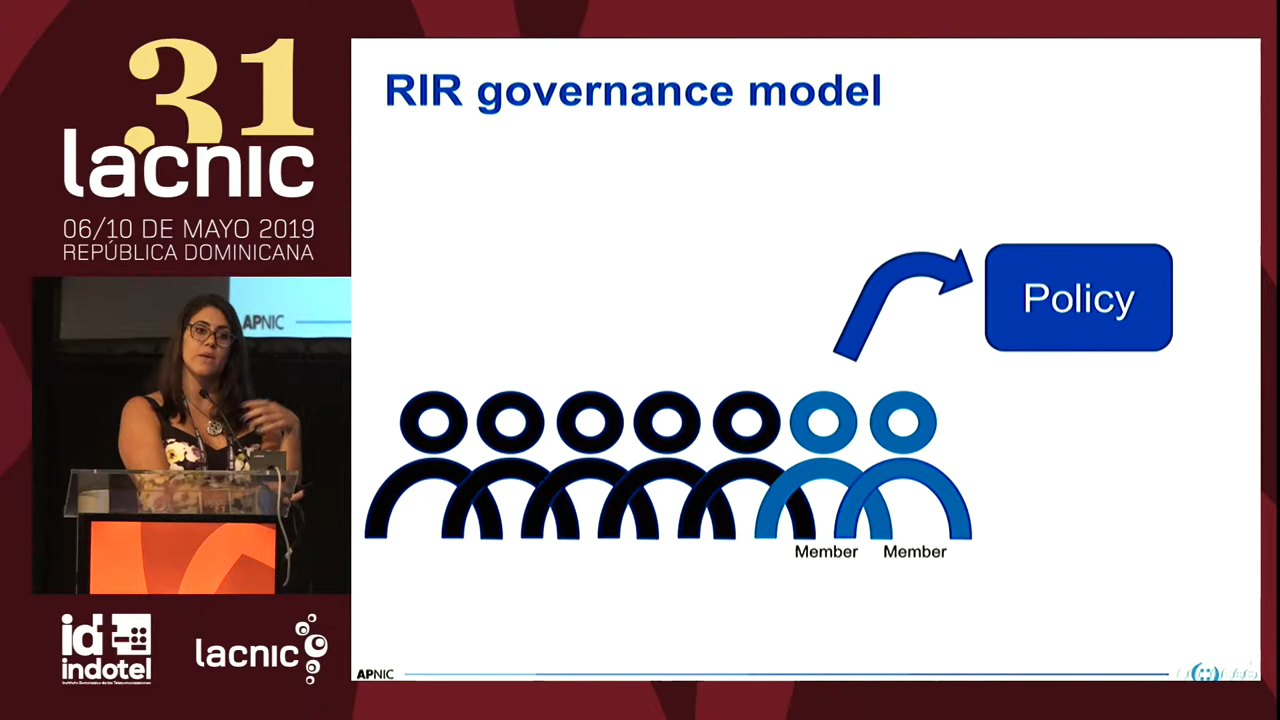 31
lacnic
06/10 DE MAYO 2019
REPÚBLICA DOMINICANA
APNIC
indotel
lacnic
RIR governance model
Policy
Member Member
APNIC